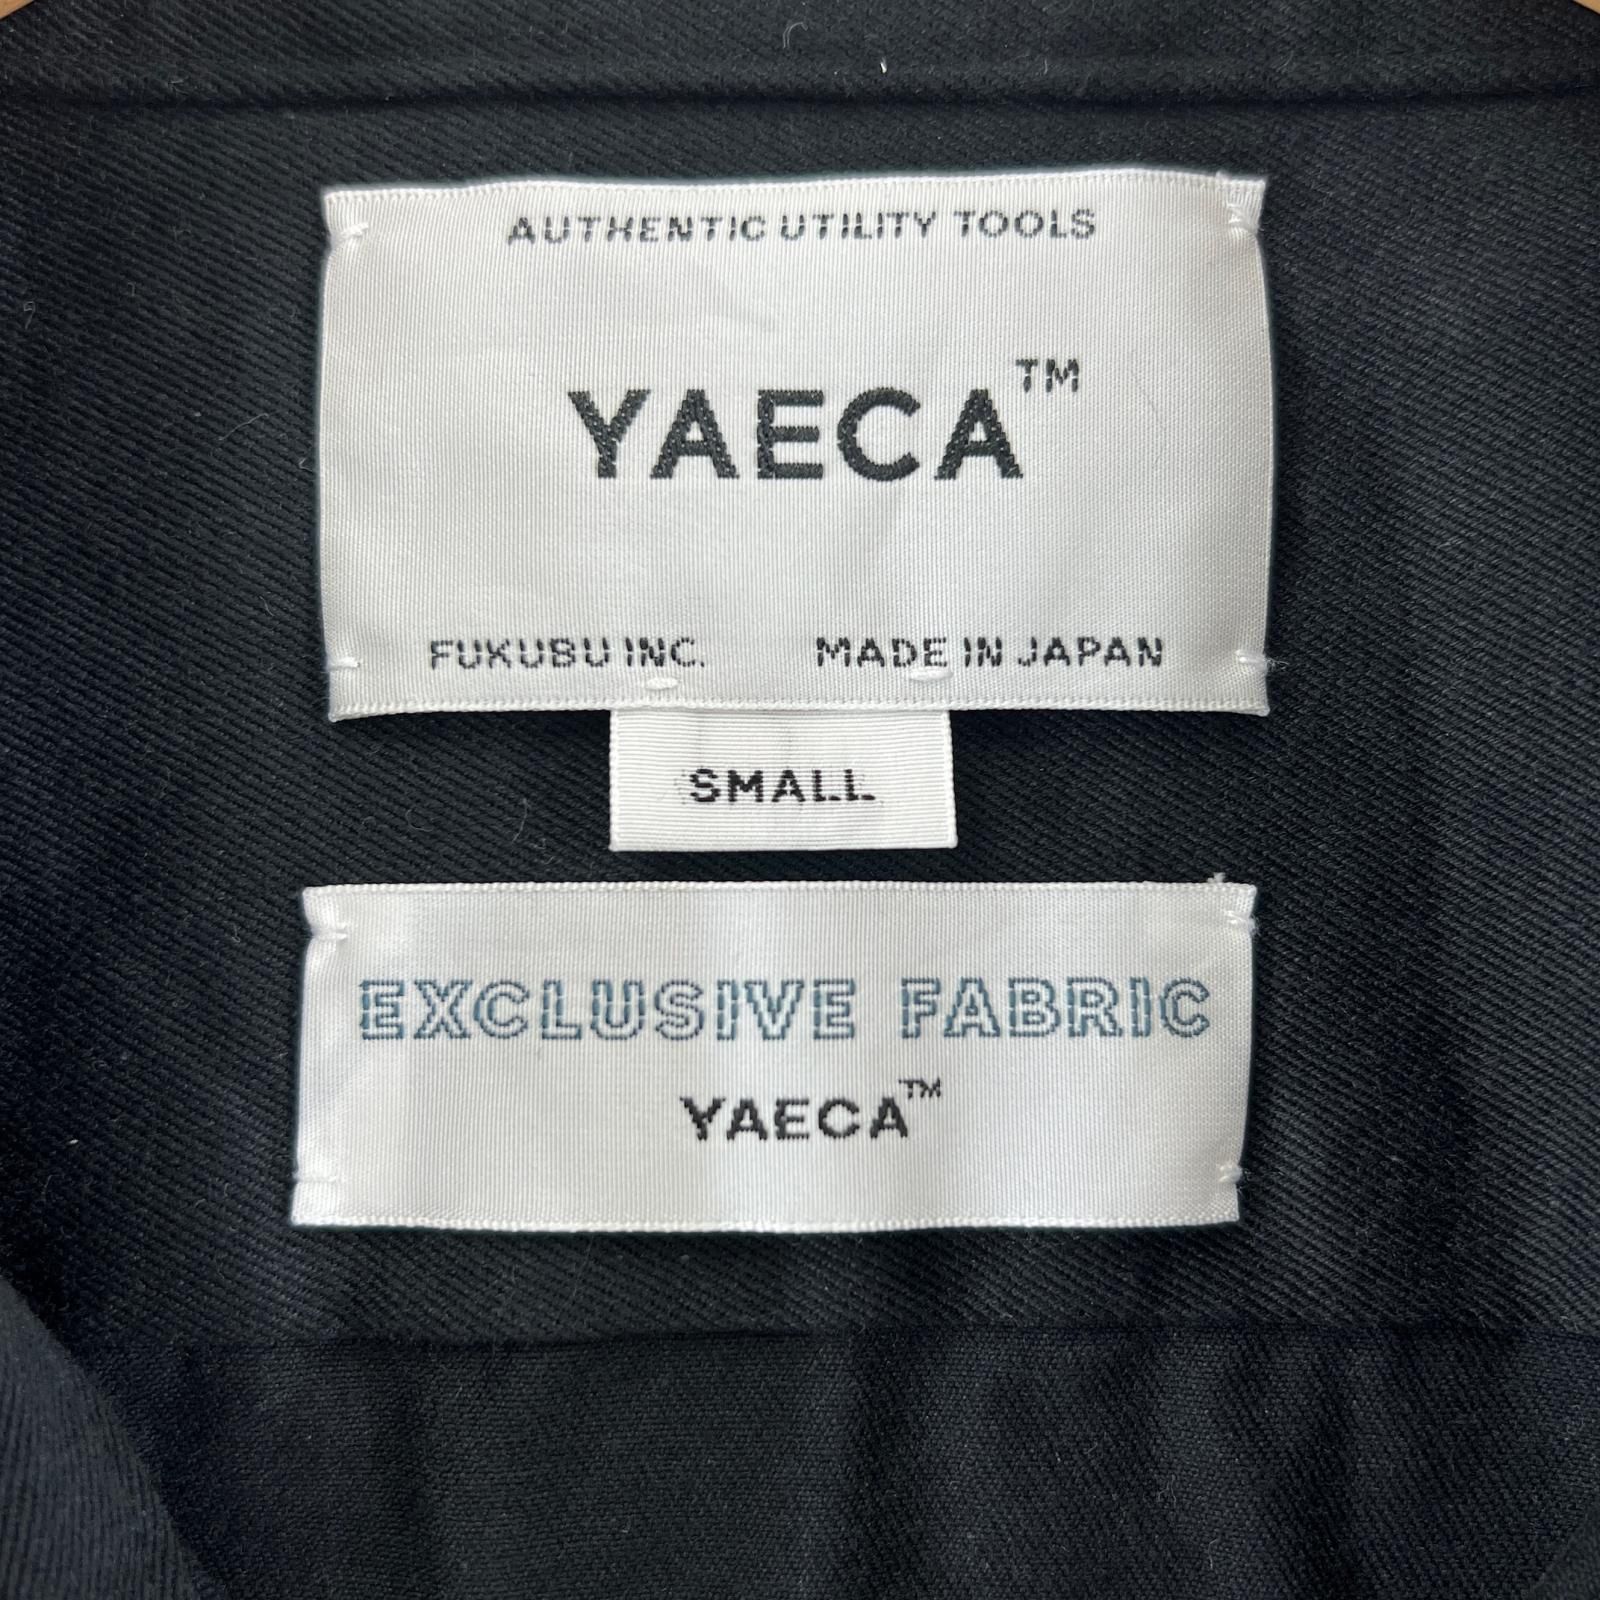 AUTHENTIC UTILITY TOOLS
YAECA™
FUKUBU INC. MADE IN JAPAN
SMALL
EXCLUSIVE FABRIC
YAECA™